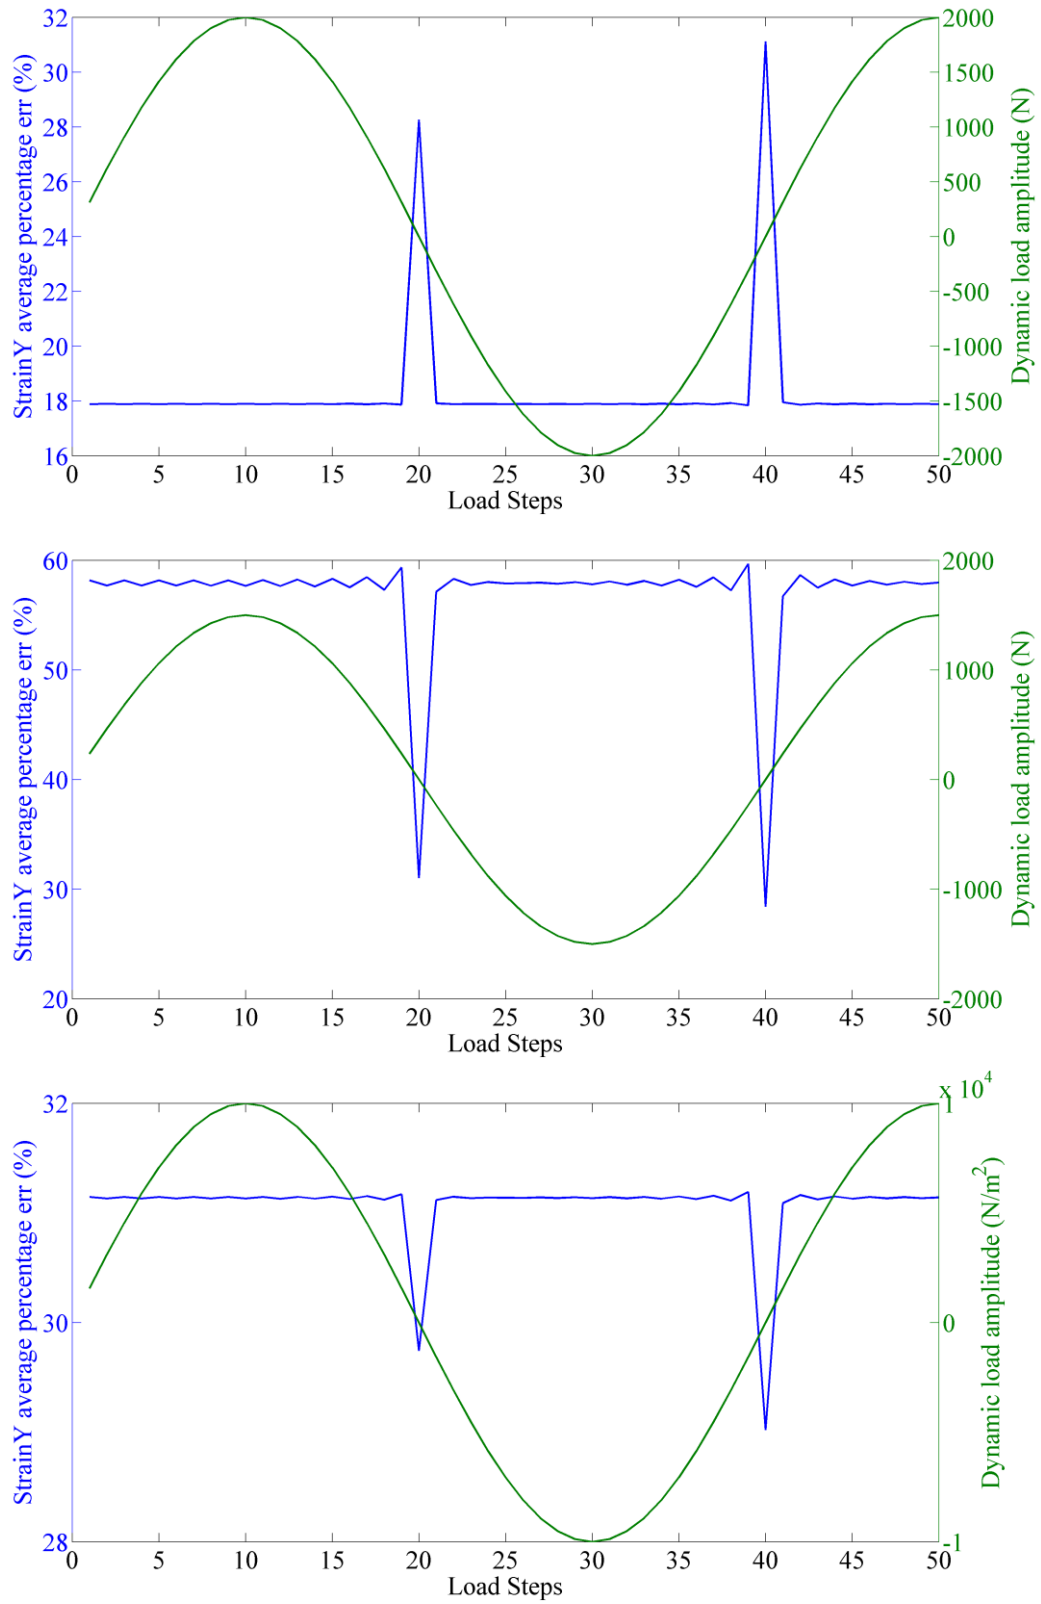 StrainY average percentage err (%)
32
30
28
26
24
22
20
18
16
2000
1500
1000
500
0
-500
-1000
-1500
-2000
Dynamic load amplitude (N)
0 5 10 15 20 25 30 35 40 45 50
Load Steps
StrainY average percentage err (%)
60
50
40
30
20
2000
1000
0
-1000
-2000
Dynamic load amplitude (N)
0 5 10 15 20 25 30 35 40 45 50
Load Steps
StrainY average percentage err (%)
32
30
28
x 10^4
1
0
-1
Dynamic load amplitude (N/m^2)
0 5 10 15 20 25 30 35 40 45 50
Load Steps